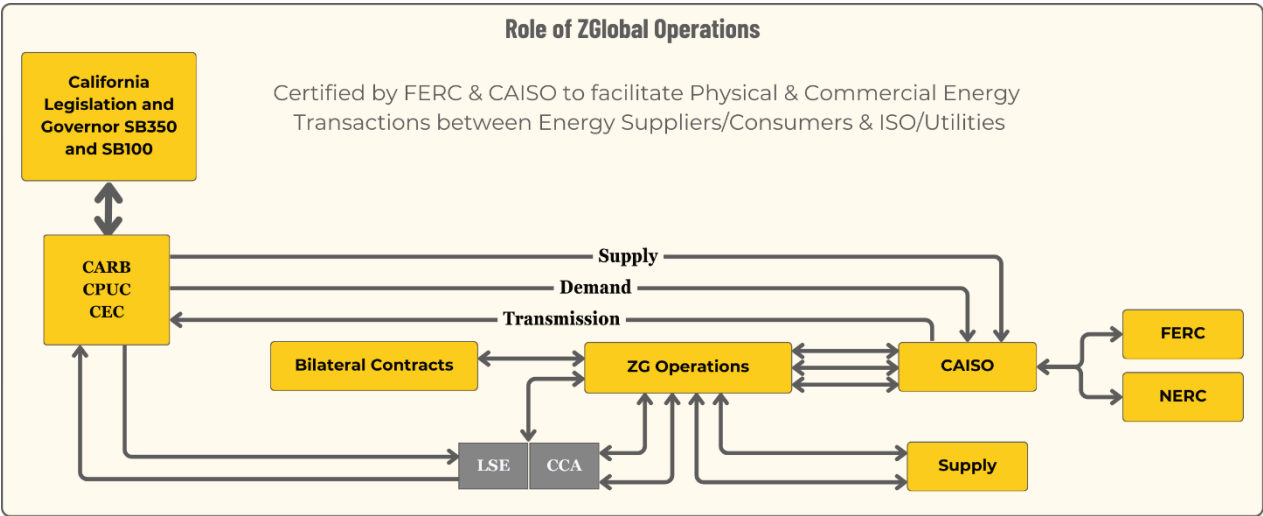 Role of ZGlobal Operations
California
Legislation and
Governor SB350
and SB100
Certified by FERC & CAISO to facilitate Physical & Commercial Energy
Transactions between Energy Suppliers/Consumers & ISO/Utilities
CARB
CPUC
CEC
Supply
Demand
Transmission
Bilateral Contracts
ZG Operations
CAISO
FERC
NERC
LSE
CCA
Supply